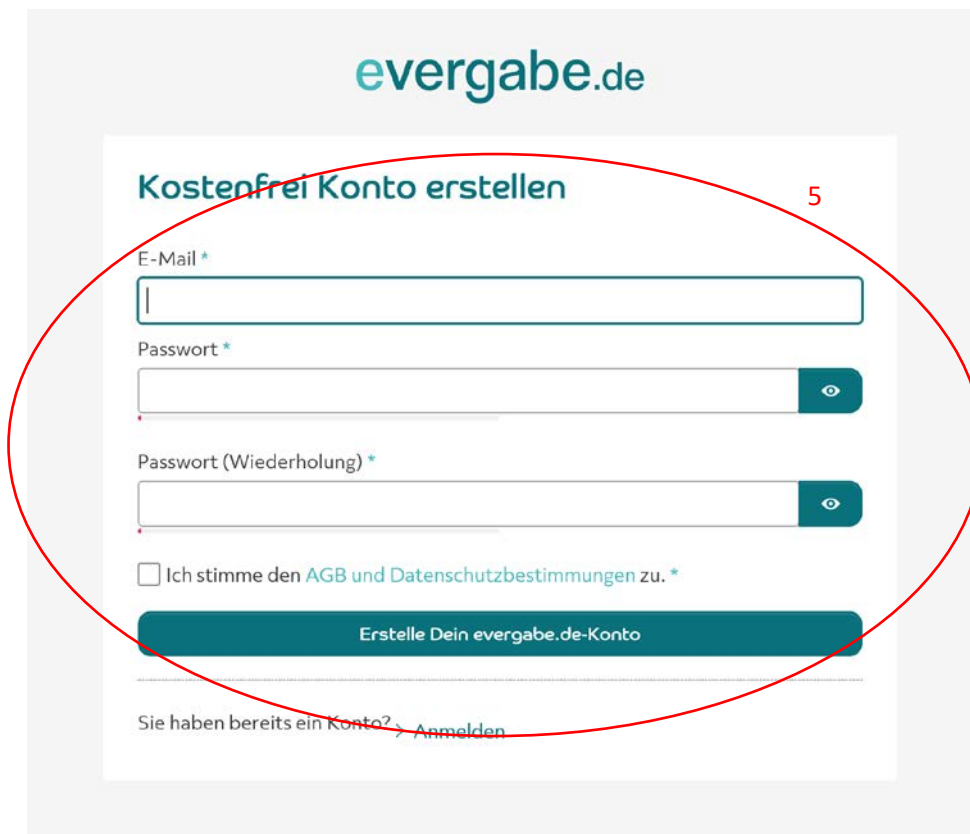 evergabe.de
Kostenfrei Konto erstellen
5
E-Mail *
Passwort *
Passwort (Wiederholung) *
Ich stimme den AGB und Datenschutzbestimmungen zu. *
Erstelle Dein evergabe.de-Konto
Sie haben bereits ein Konto? > Anmelden